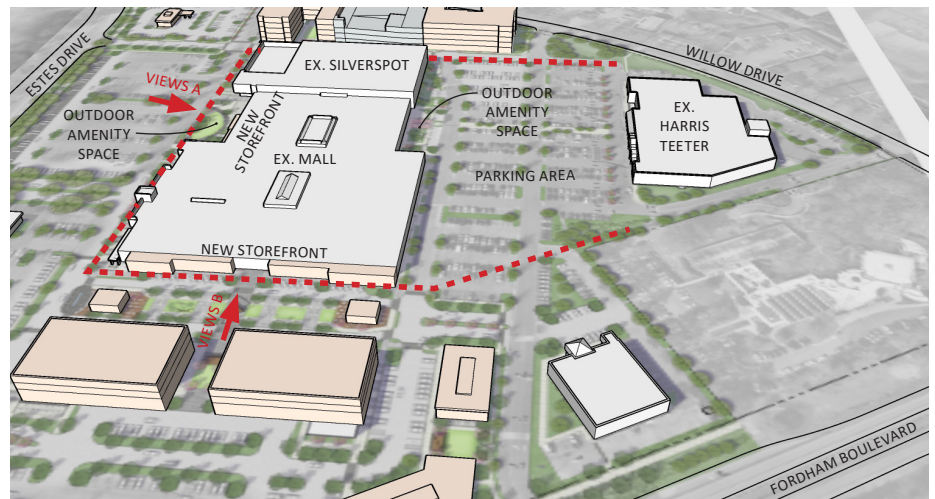 ESTES DRIVE
WILLOW DRIVE
EX. SILVERSPOT
VIEWS A
OUTDOOR
AMENITY
SPACE
NEW
STOREFRONT
OUTDOOR
AMENITY
SPACE
EX.
HARRIS
TEETER
EX. MALL
PARKING AREA
NEW STOREFRONT
VIEWS B
FORDHAM BOULEVARD